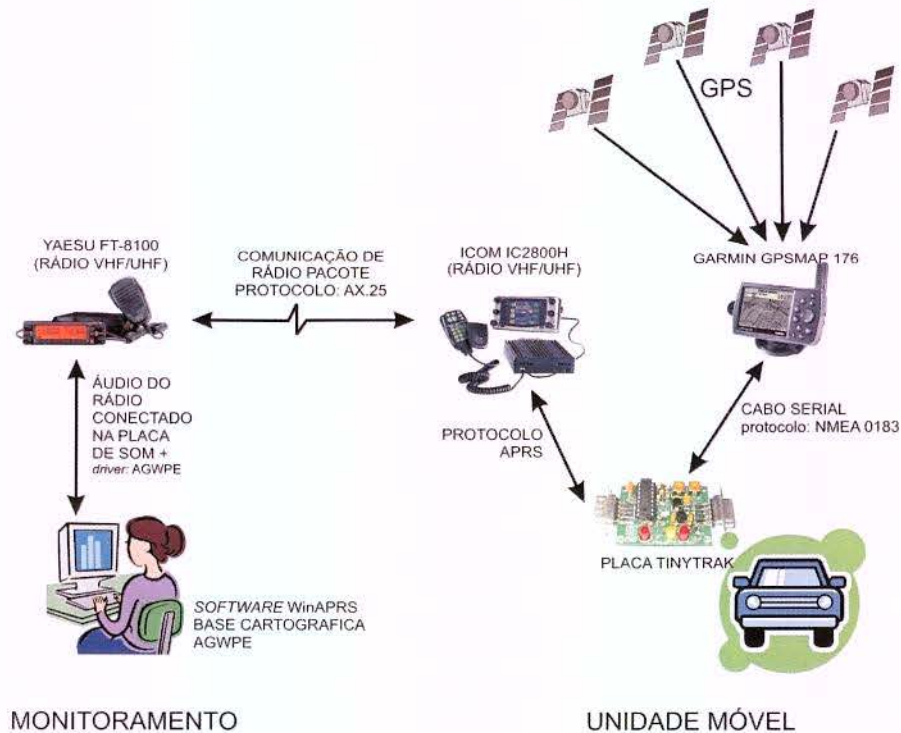 GPS
YAESU FT-8100
(RÁDIO VHF/UHF)
COMUNICAÇÃO DE
RÁDIO PACOTE
PROTOCOLO: AX.25
ICOM IC2800H
(RÁDIO VHF/UHF)
GARMIN GPSMAP 176
ÁUDIO DO
RÁDIO
CONECTADO
NA PLACA
DE SOM +
driver: AGWPE
PROTOCOLO
APRS
CABO SERIAL
protocolo: NMEA 0183
PLACA TINYTRAK
SOFTWARE WinAPRS
BASE CARTOGRAFICA
AGWPE
MONITORAMENTO
UNIDADE MÓVEL